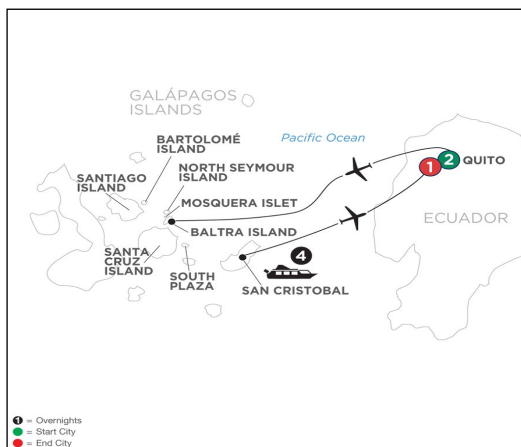 GALÁPAGOS
ISLANDS
BARTOLOMÉ
ISLAND
Pacific Ocean
NORTH SEYMOUR
ISLAND
SANTIAGO
ISLAND
MOSQUERA ISLET
BALTRA ISLAND
SANTA
CRUZ
ISLAND
SOUTH
PLAZA
4
SAN CRISTOBAL
1
2
QUITO
ECUADOR
1 = Overnights
= Start City
= End City